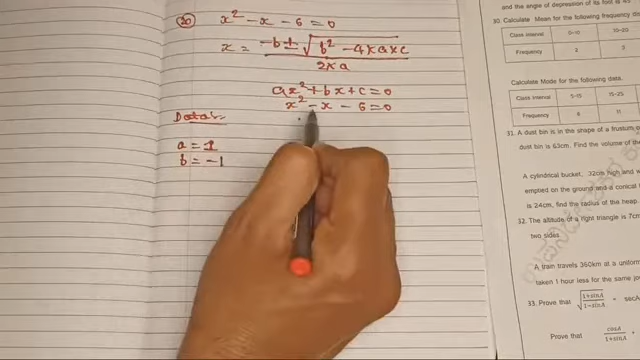 20 x² - x - 6 = 0
x = -b ± √b² - 4×a×c
2×a
ax² + bx + c = 0
x² - x - 6 = 0
Data:-
a = 1
b = -1
and the angle of depression of its foot is 45
30. Calculate Mean for the following frequency dis
Class interval 0-10 10-20
Frequency 2 0
Calculate Mode for the following frequency d
Class interval 5-15 15-25
Frequency 6 11
31. A dust bin is in the shape of a frustum
dust bin is 63cm. Find the volume of the
A cylindrical bucket, 32cm high and w
emptied on the ground and a conical
is 24cm, find the radius of the heap.
32. The altitude of a right triangle is 7cm
two sides
A train travels 360km at a uniform
taken 1 hour less for the same jou
33. Prove that √(1+sinA)/(1-sinA) = secA
Prove that cosA/(1+sinA) +